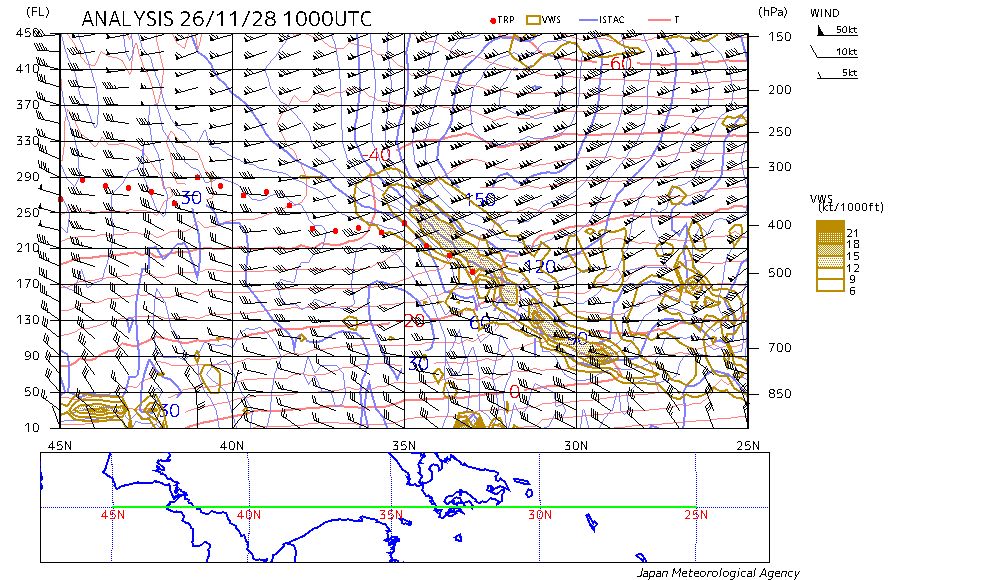 (FL) ANALYSIS 26/11/28 1000UTC TRP VWS ISTAC T (hPa) WIND
450 150 50kt
410 -60 10kt
370 200 5kt
330 250
-40
290 300
30 150 VWS
250 (kt/1000ft)
400
210 21
120 18
170 500 15
12
9
6
130 -20 60
90
90 700
30
50 0 850
30
10
45N 40N 35N 30N 25N
45N 40N 35N 30N 25N
Japan Meteorological Agency